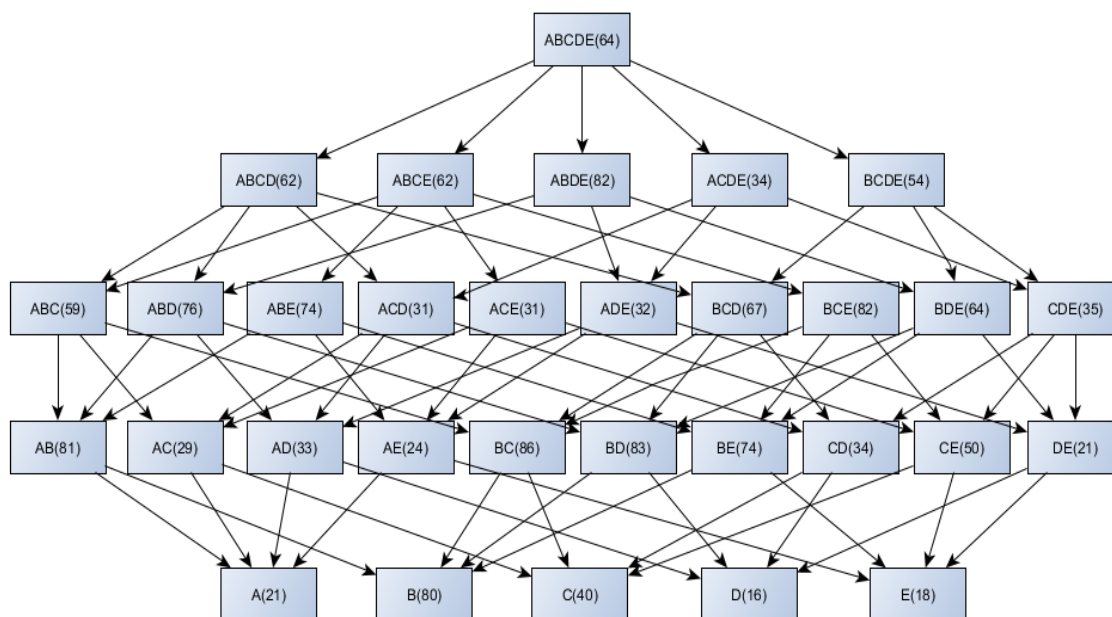 ABCDE(64)
ABCD(62) ABCE(62) ABDE(82) ACDE(34) BCDE(54)
ABC(59) ABD(76) ABE(74) ACD(31) ACE(31) ADE(32) BCD(67) BCE(82) BDE(64) CDE(35)
AB(81) AC(29) AD(33) AE(24) BC(86) BD(83) BE(74) CD(34) CE(50) DE(21)
A(21) B(80) C(40) D(16) E(18)